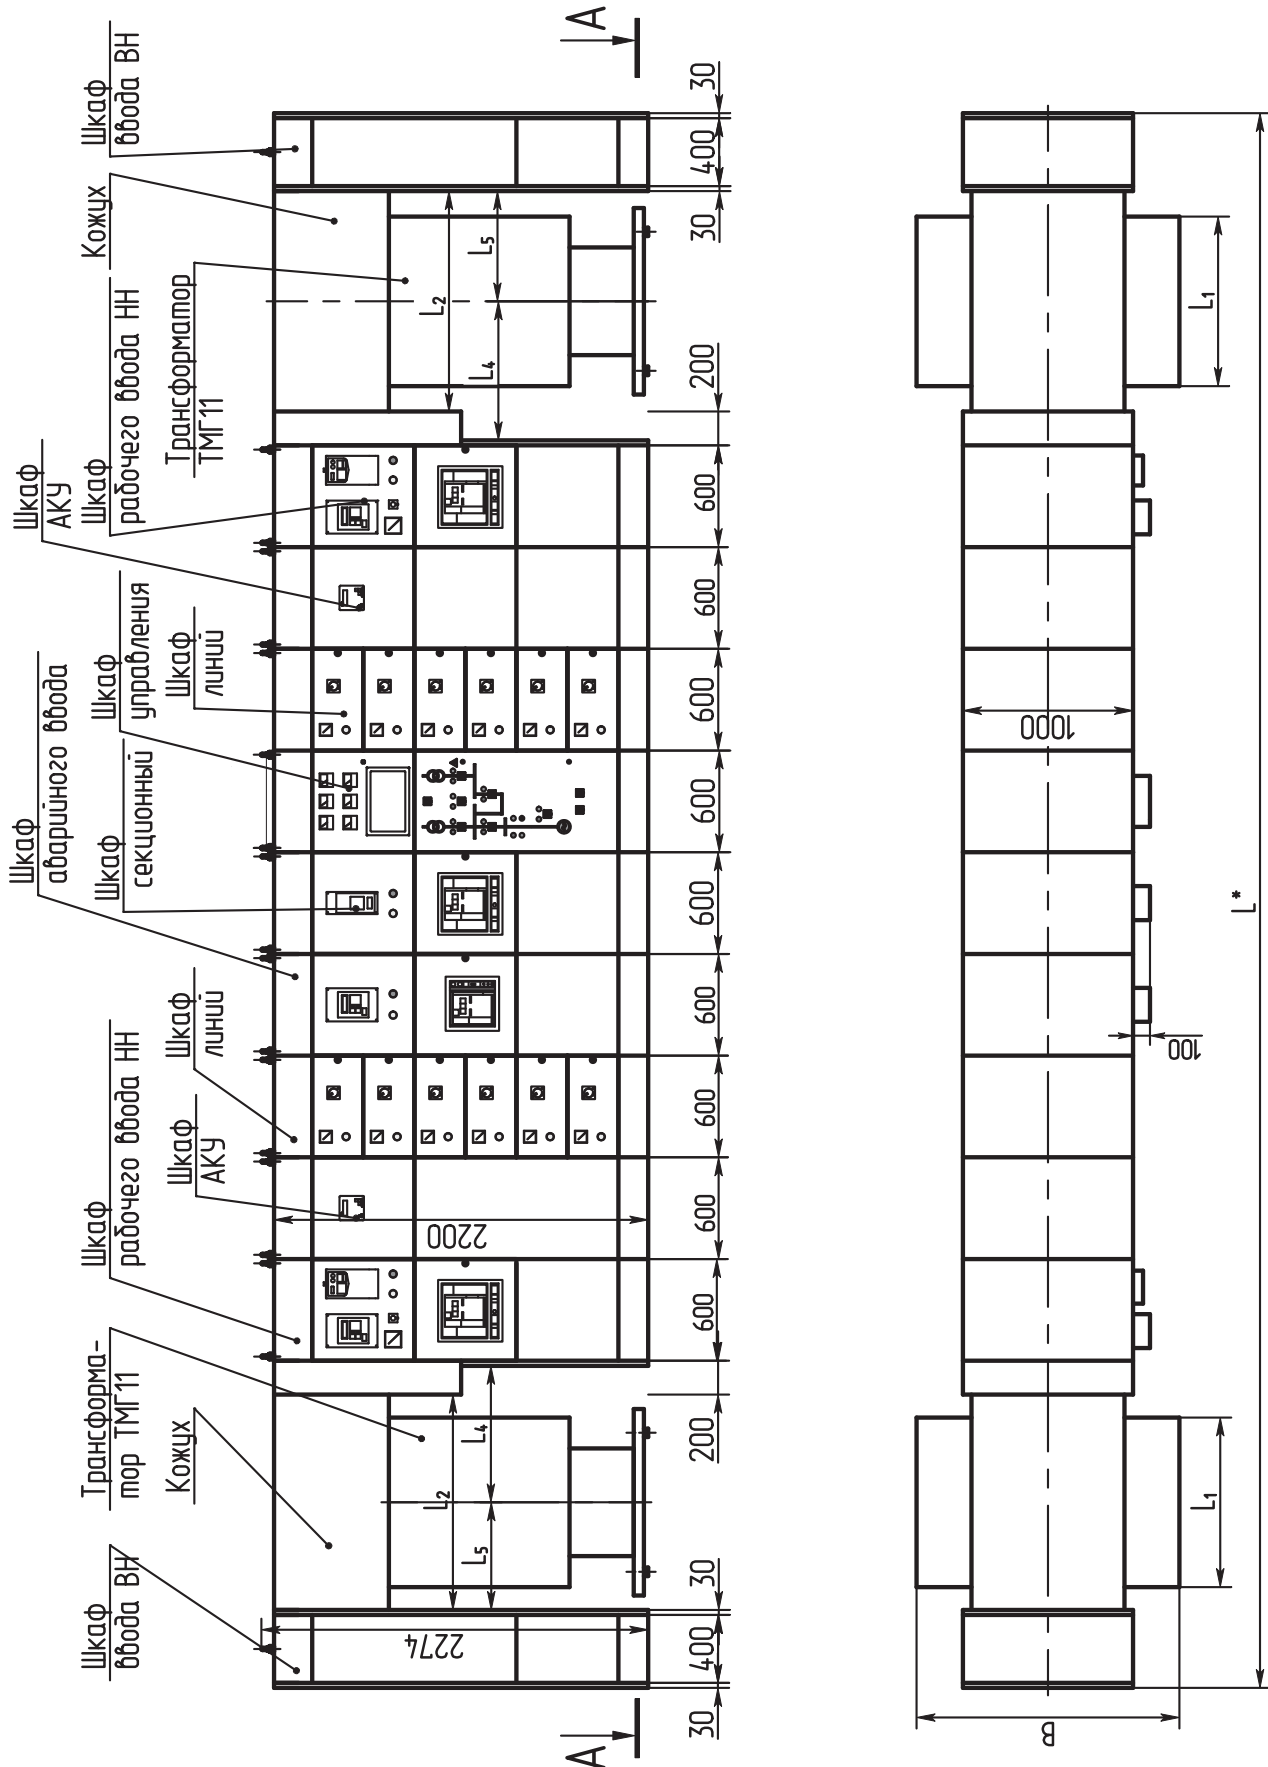 Шкаф
ввода ВН
Кожух
Трансформа-
тор ТМГ11
Шкаф
рабочего ввода НН
Шкаф
АКУ
Шкаф
линий
Шкаф
аварийного ввода
Шкаф
секционный
Шкаф
управления
Шкаф
линий
Шкаф
АКУ
Шкаф
рабочего ввода НН
Трансформатор
ТМГ11
Кожух
Шкаф
ввода ВН
2274
L2
L5
L4
2200
L2
L4
L5
А
А
30
400
30
200
600
600
600
600
600
600
600
600
600
200
30
400
30
В
L1
100
1000
L1
L*